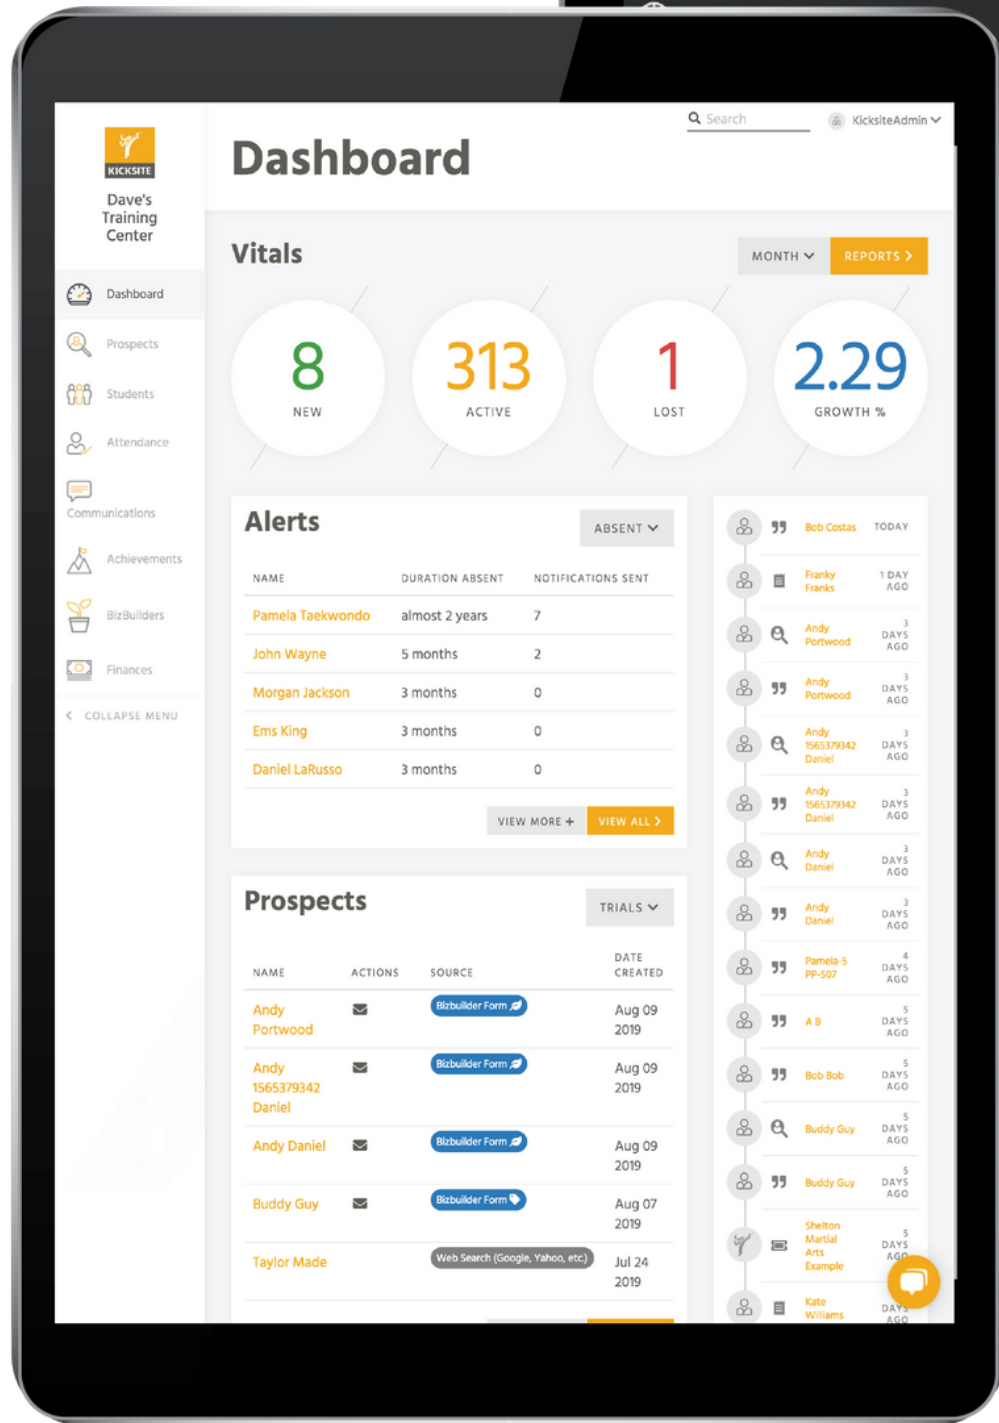 KICKSITE
Dave's
Training
Center
Dashboard
Prospects
Students
Attendance
Communications
Achievements
BizBuilders
Finances
COLLAPSE MENU
Search
KicksiteAdmin
Dashboard
Vitals
MONTH
REPORTS
8
NEW
313
ACTIVE
1
LOST
2.29
GROWTH %
Alerts
ABSENT
NAME DURATION ABSENT NOTIFICATIONS SENT
Pamela Taekwondo almost 2 years 7
John Wayne 5 months 2
Morgan Jackson 3 months 0
Ems King 3 months 0
Daniel LaRusso 3 months 0
VIEW MORE +
VIEW ALL
Prospects
TRIALS
NAME ACTIONS SOURCE DATE
CREATED
Andy Bizbuilder Form Aug 09
Portwood 2019
Andy Bizbuilder Form Aug 09
1565379342 2019
Daniel
Andy Daniel Bizbuilder Form Aug 09
2019
Buddy Guy Bizbuilder Form Aug 07
2019
Taylor Made Web Search (Google, Yahoo, etc.) Jul 24
2019
Bob Costas TODAY
Franky 1 DAY
Franks AGO
Andy 3
Portwood DAYS
AGO
Andy 3
Portwood DAYS
AGO
Andy 3
1565379342 DAYS
Daniel AGO
Andy 3
1565379342 DAYS
Daniel AGO
Andy 3
Daniel DAYS
AGO
Andy 3
Daniel DAYS
AGO
Pamela-S 4
PP-507 DAYS
AGO
5
A B DAYS
AGO
5
Bob Bob DAYS
AGO
5
Buddy Guy DAYS
AGO
5
Buddy Guy DAYS
AGO
Shelton
Martial 5
Arts DAYS
Example AGO
Kate
Williams DAYS
AGO